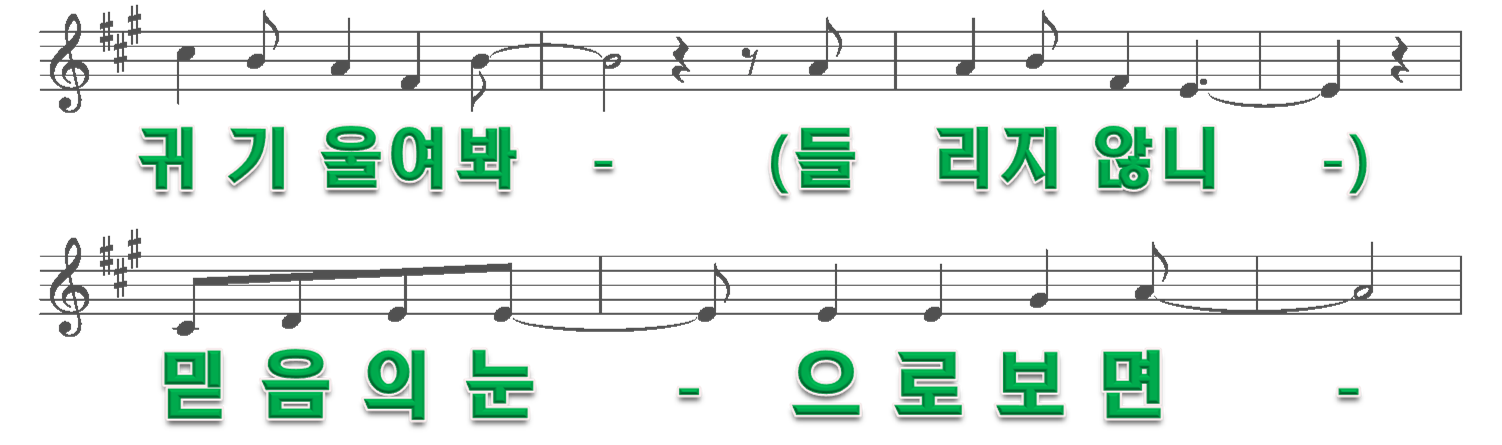 귀 기 울여봐 - (들 리지 않니 -)
믿 음 의 눈 - 으로보면 -